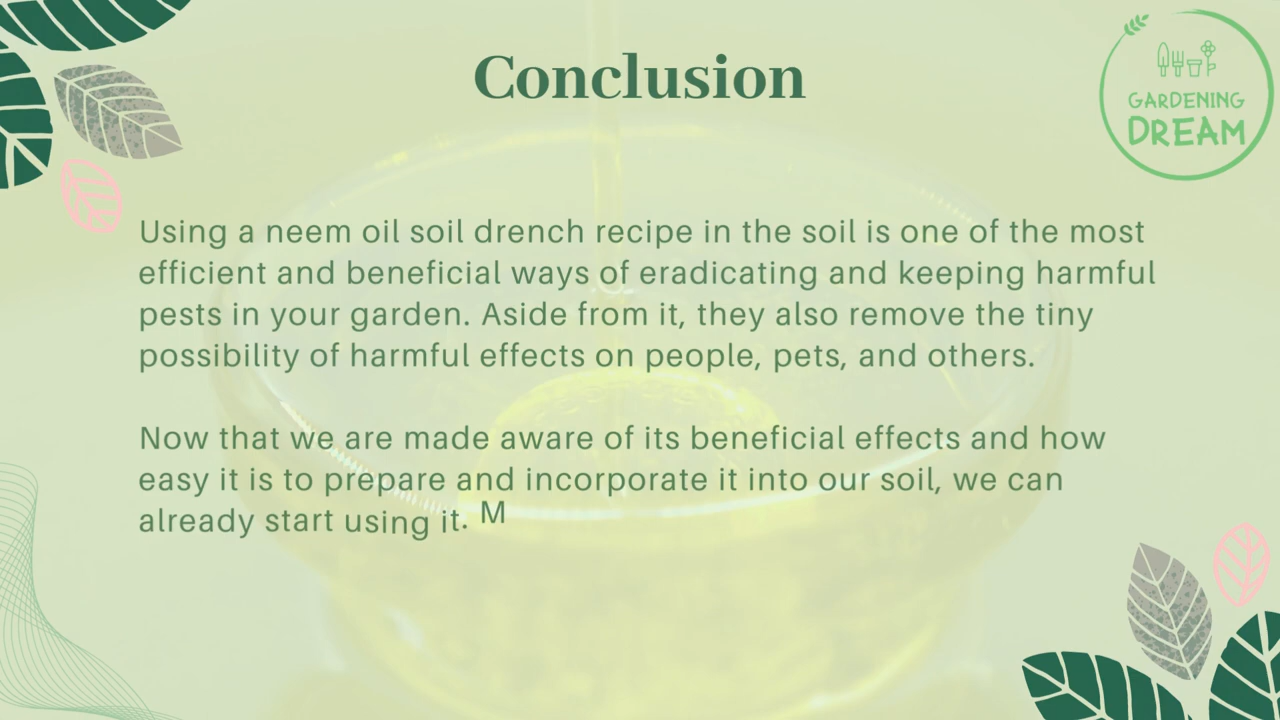 Conclusion
GARDENING
DREAM
Using a neem oil soil drench recipe in the soil is one of the most
efficient and beneficial ways of eradicating and keeping harmful
pests in your garden. Aside from it, they also remove the tiny
possibility of harmful effects on people, pets, and others.
Now that we are made aware of its beneficial effects and how
easy it is to prepare and incorporate it into our soil, we can
already start using it. M